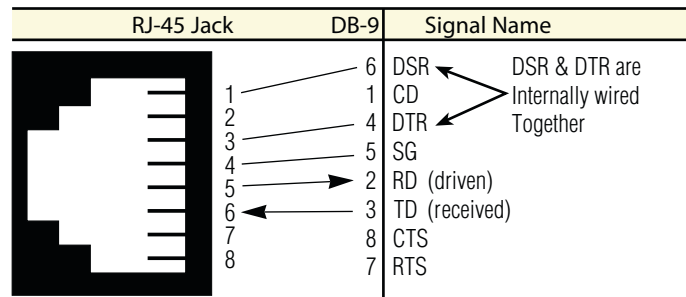 RJ-45 Jack DB-9 Signal Name
6 DSR DSR & DTR are
1 1 CD Internally wired
2
3 4 DTR Together
4 5 SG
5 2 RD (driven)
6 3 TD (received)
7 8 CTS
8 7 RTS